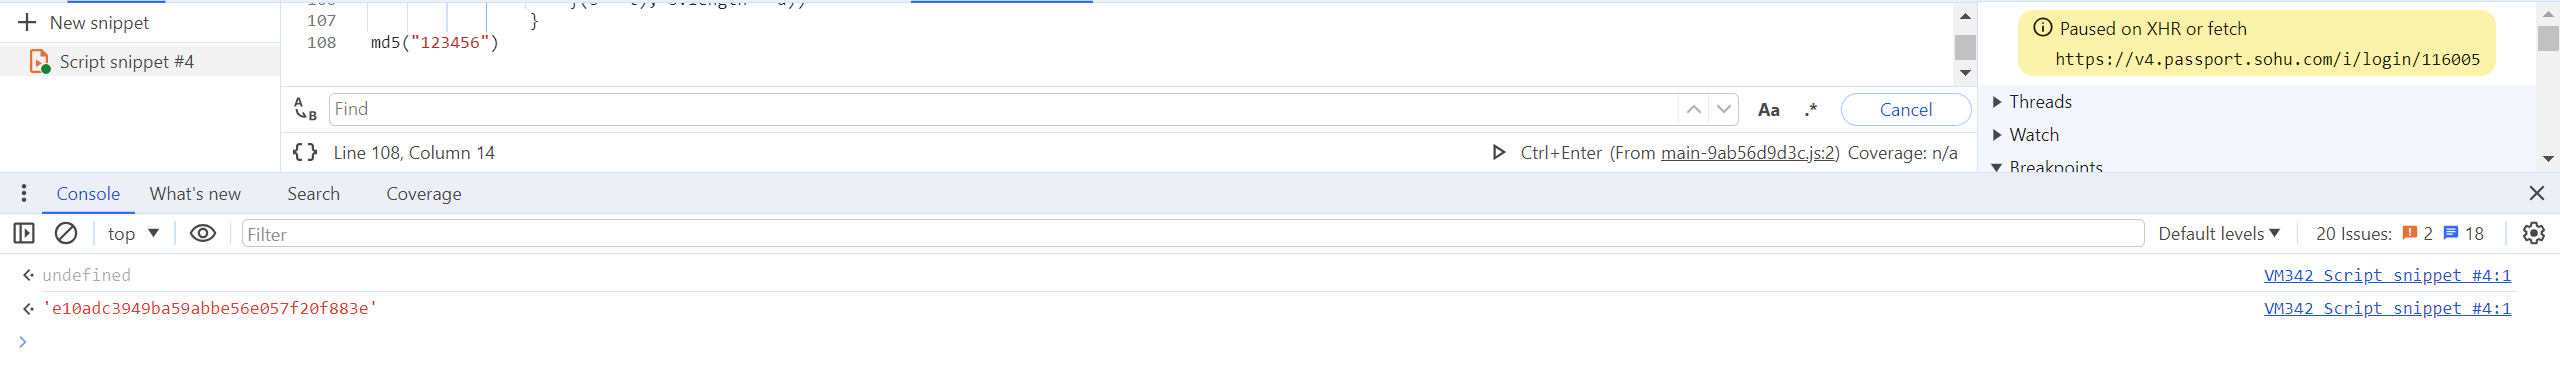 New snippet
Script snippet #4
107 }
108 md5("123456")
Find
Aa .* Cancel
{} Line 108, Column 14
Ctrl+Enter (From main-9ab56d9d3c.js:2) Coverage: n/a
Paused on XHR or fetch
https://v4.passport.sohu.com/i/login/116005
Threads
Watch
Breakpoints
Console What's new Search Coverage
top Filter Default levels 20 Issues: 2 18
undefined VM342 Script snippet #4:1
'e10adc3949ba59abbe56e057f20f883e' VM342 Script snippet #4:1